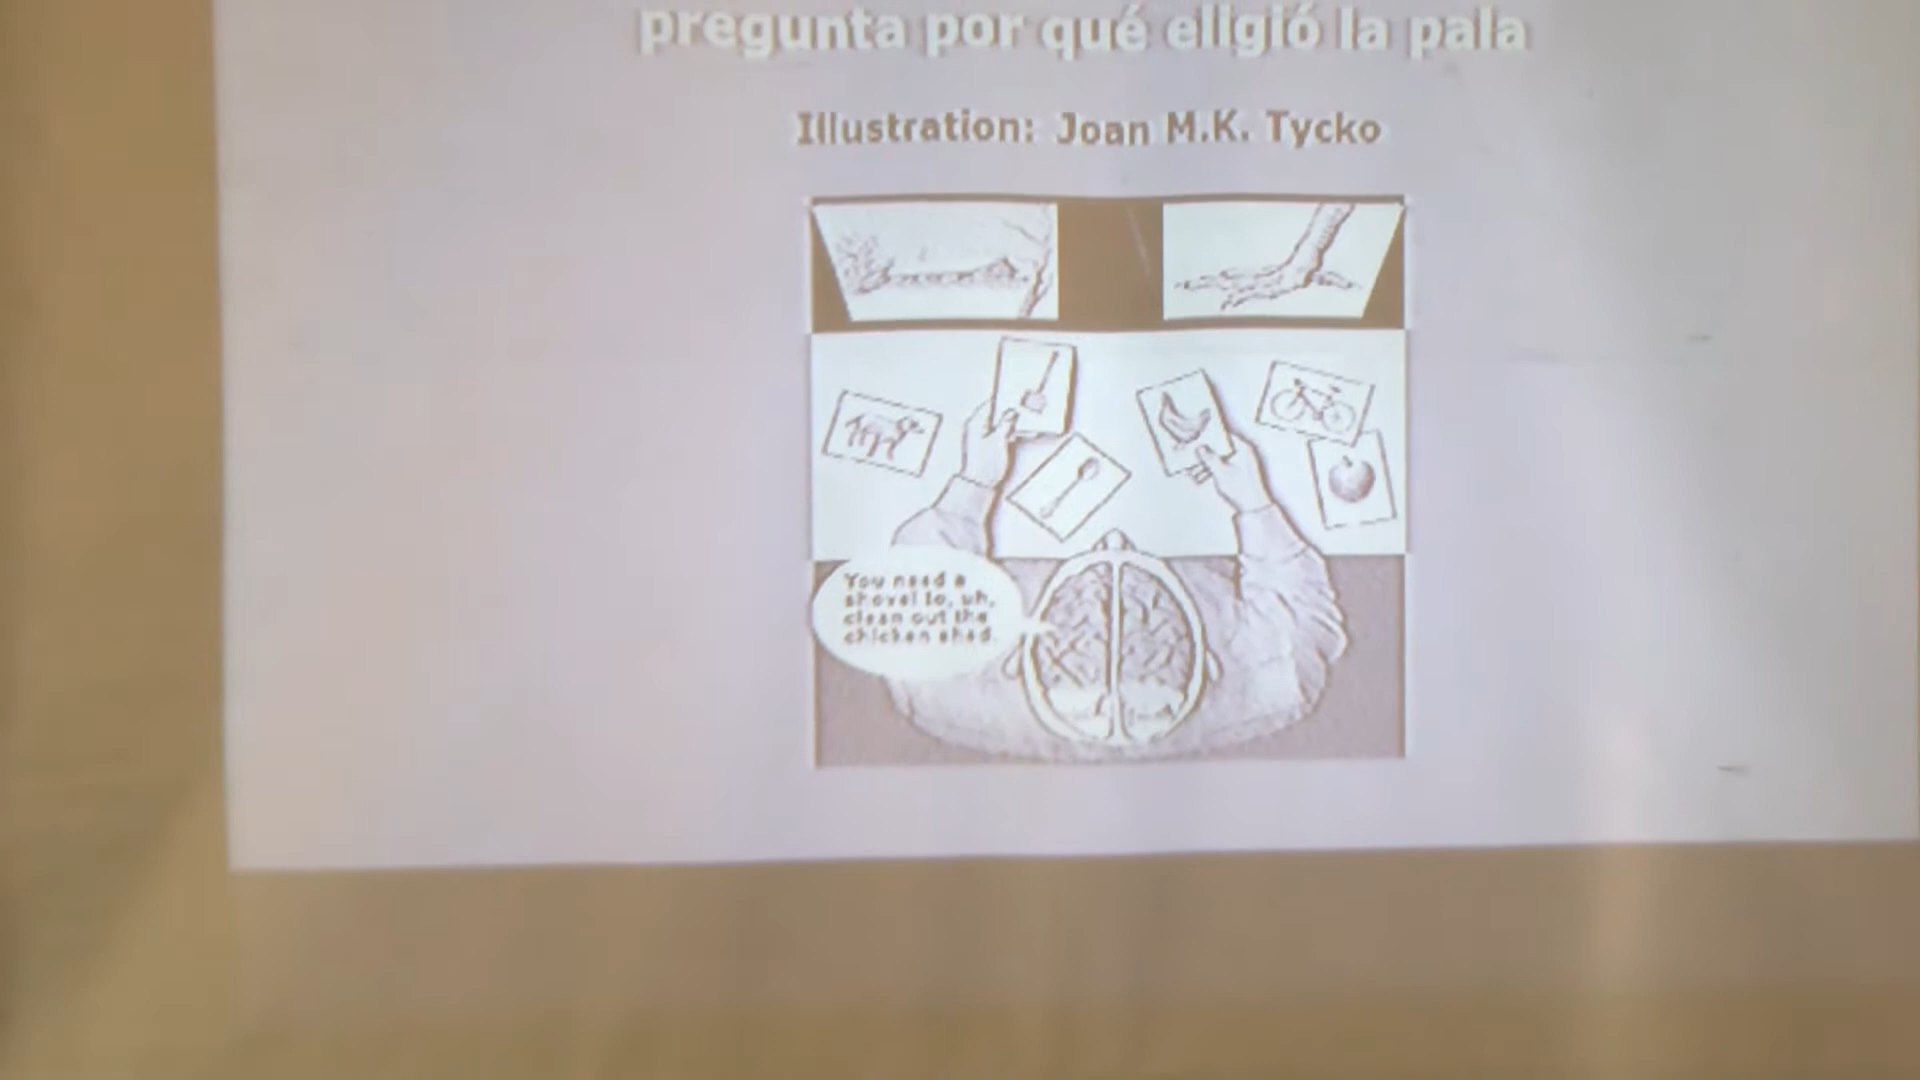 pregunta por qué eligió la pala
Illustration: Joan M.K. Tycko
You need a
shovel to, uh,
clean out the
chicken shed.